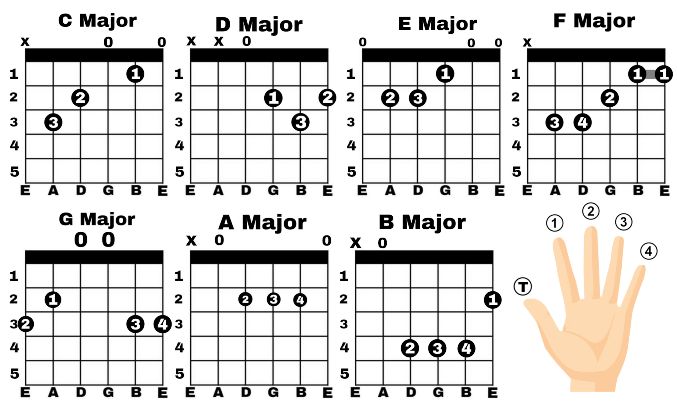 C Major
D Major
E Major
F Major
x 0 0
x x 0
0 0 0
x
1 1
2 2
3 3
4
5
E A D G B E
1
2 1 2
3 3
4
5
E A D G B E
1 1
2 2 3
3
4
5
E A D G B E
1 1 1
2 2
3 3 4
4
5
E A D G B E
G Major
A Major
B Major
0 0
x 0 0
x 0
1
2 1
3 2 3 4
4
5
E A D G B E
1
2 2 3 4
3
4
5
E A D G B E
1
2 1
3
4 2 3 4
5
E A D G B E
T 1 2 3 4